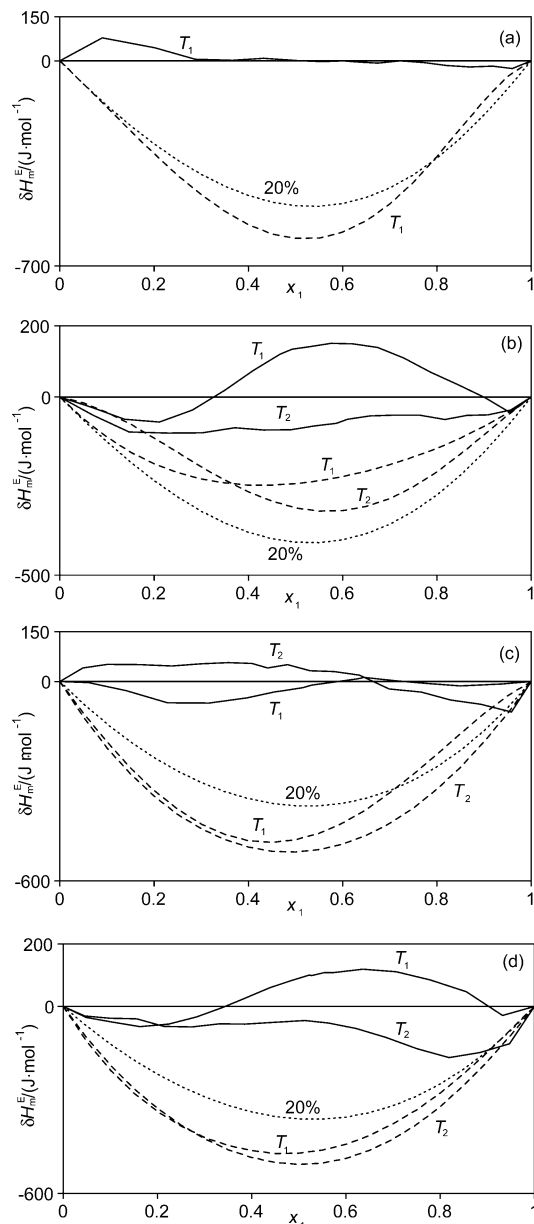 150
(a)
T₁
0
δHₘᴱ/(J·mol⁻¹)
20%
T₁
-700
0 0.2 0.4 0.6 0.8 1
x₁
200
(b)
T₁
0
T₂
δHₘᴱ/(J·mol⁻¹)
T₁
T₂
20%
-500
0 0.2 0.4 0.6 0.8 1
x₁
150
(c)
T₂
0
T₁
δHₘᴱ/(J mol⁻¹)
20%
T₂
T₁
-600
0 0.2 0.4 0.6 0.8 1
x₁
200
(d)
T₁
0
T₂
δHₘᴱ/(J·mol⁻¹)
20%
T₁
T₂
-600
0 0.2 0.4 0.6 0.8 1
x₁